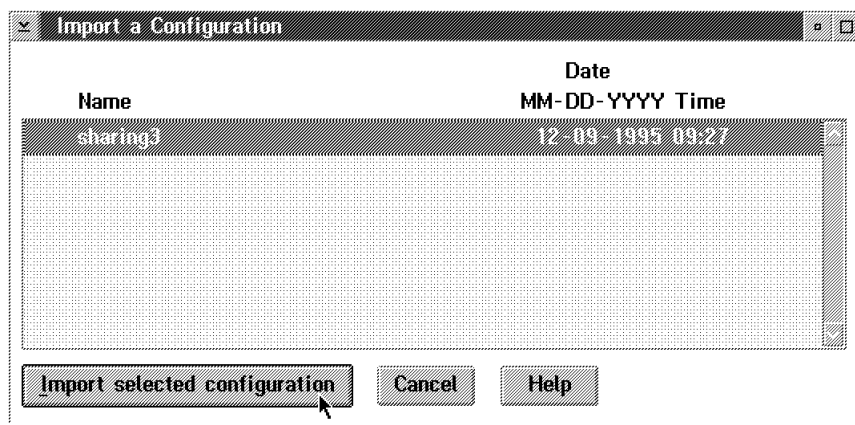 Import a Configuration
Date
Name MM-DD-YYYY Time
sharing3 12-09-1995 09:27
Import selected configuration Cancel Help